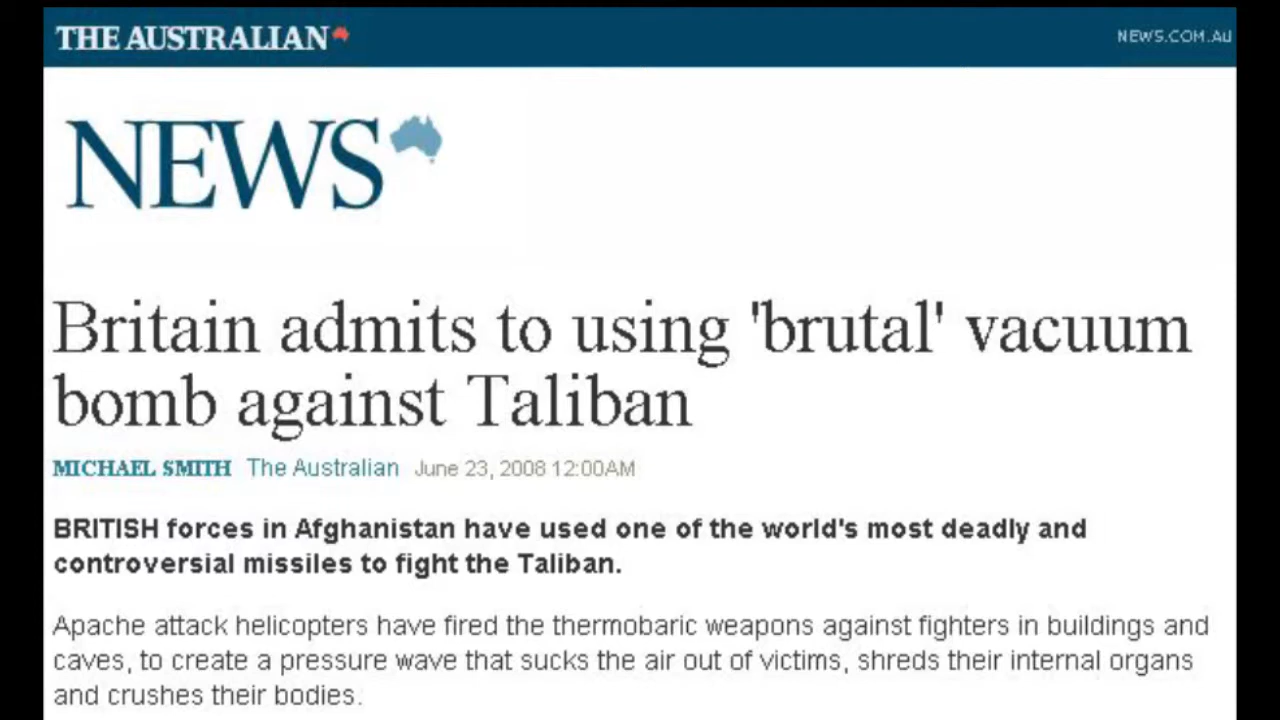 THE AUSTRALIAN
NEWS.COM.AU
NEWS
Britain admits to using 'brutal' vacuum
bomb against Taliban
MICHAEL SMITH The Australian June 23, 2008 12:00AM
BRITISH forces in Afghanistan have used one of the world's most deadly and
controversial missiles to fight the Taliban.
Apache attack helicopters have fired the thermobaric weapons against fighters in buildings and
caves, to create a pressure wave that sucks the air out of victims, shreds their internal organs
and crushes their bodies.